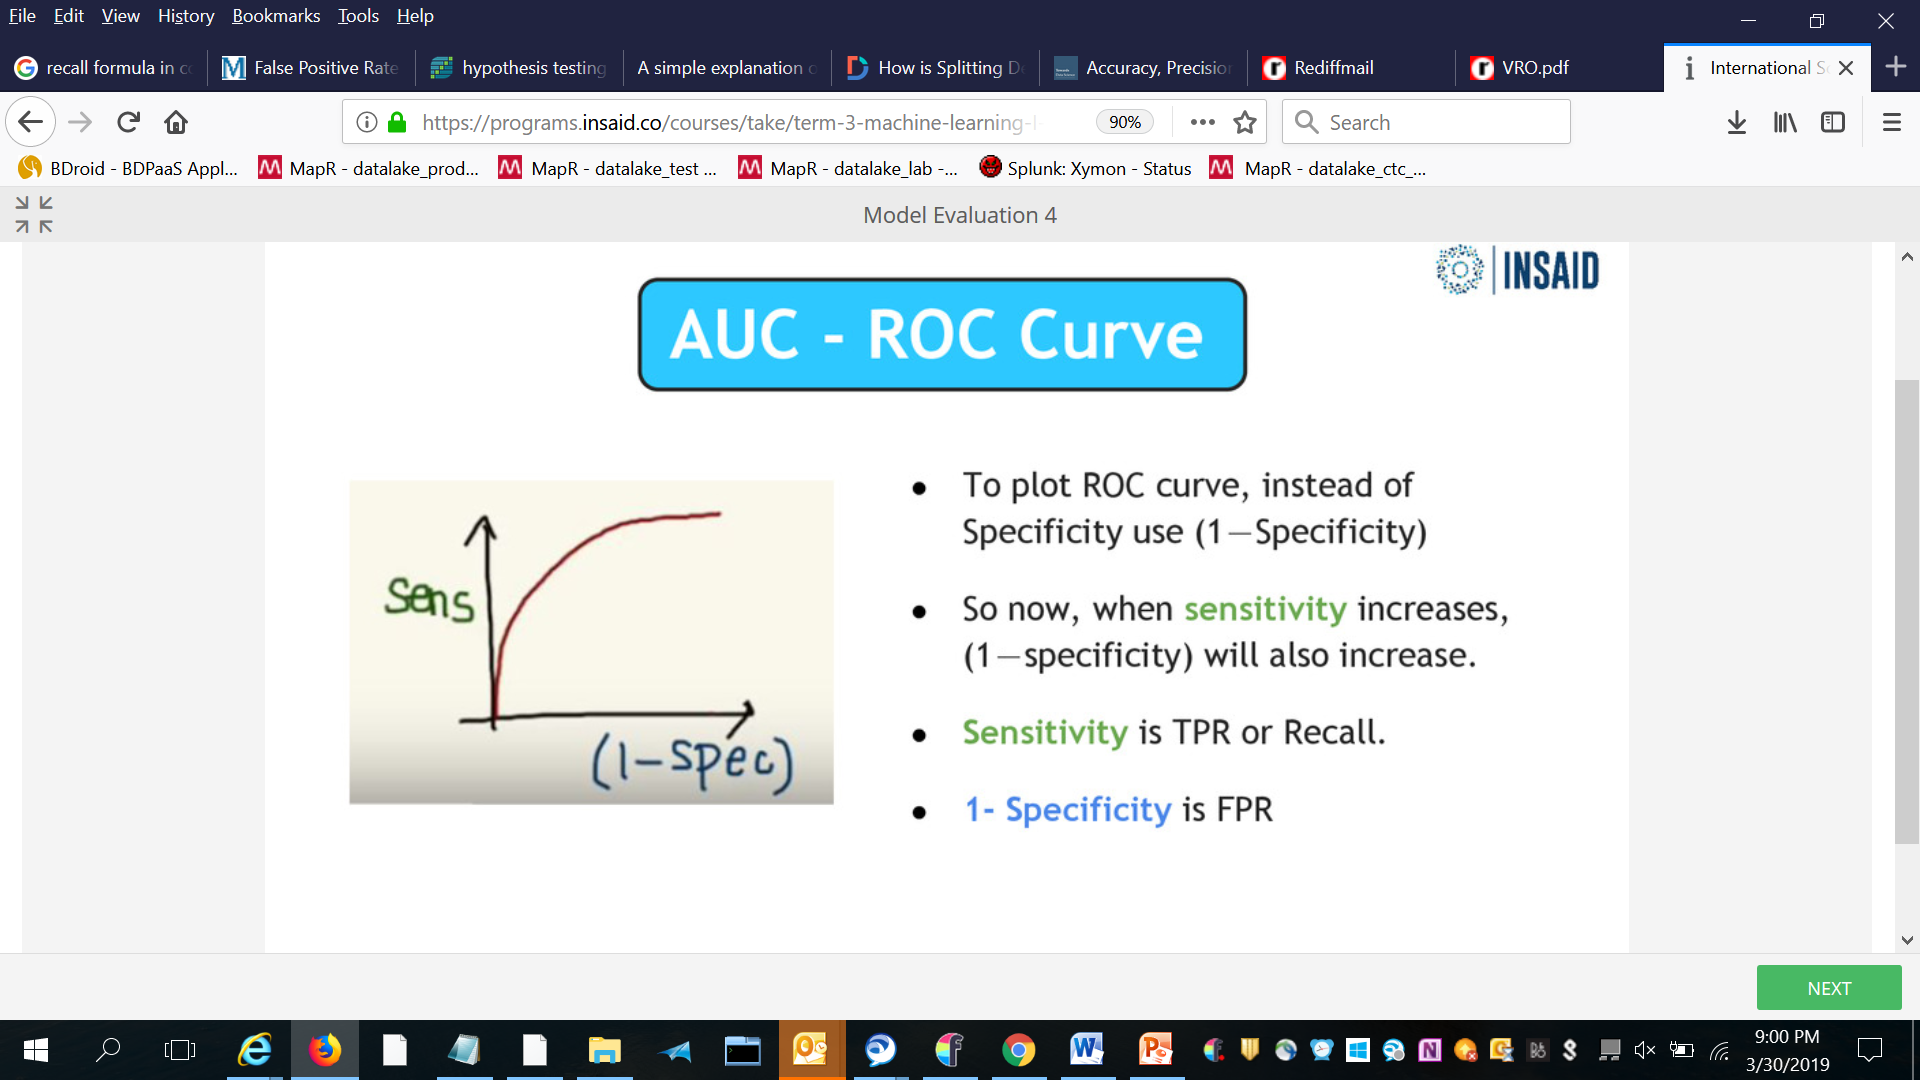 File Edit View History Bookmarks Tools Help
recall formula in co
False Positive Rate
hypothesis testing
A simple explanation o
How is Splitting De
Accuracy, Precision
Rediffmail
VRO.pdf
International S
https://programs.insaid.co/courses/take/term-3-machine-learning-l
90%
Search
BDroid - BDPaaS Appl...
MapR - datalake_prod...
MapR - datalake_test ...
MapR - datalake_lab -...
Splunk: Xymon - Status
MapR - datalake_ctc_...
Model Evaluation 4
INSAID
AUC - ROC Curve
Sens
(1-spec)
● To plot ROC curve, instead of
Specificity use (1—Specificity)
● So now, when sensitivity increases,
(1—specificity) will also increase.
● Sensitivity is TPR or Recall.
● 1- Specificity is FPR
NEXT
9:00 PM
3/30/2019